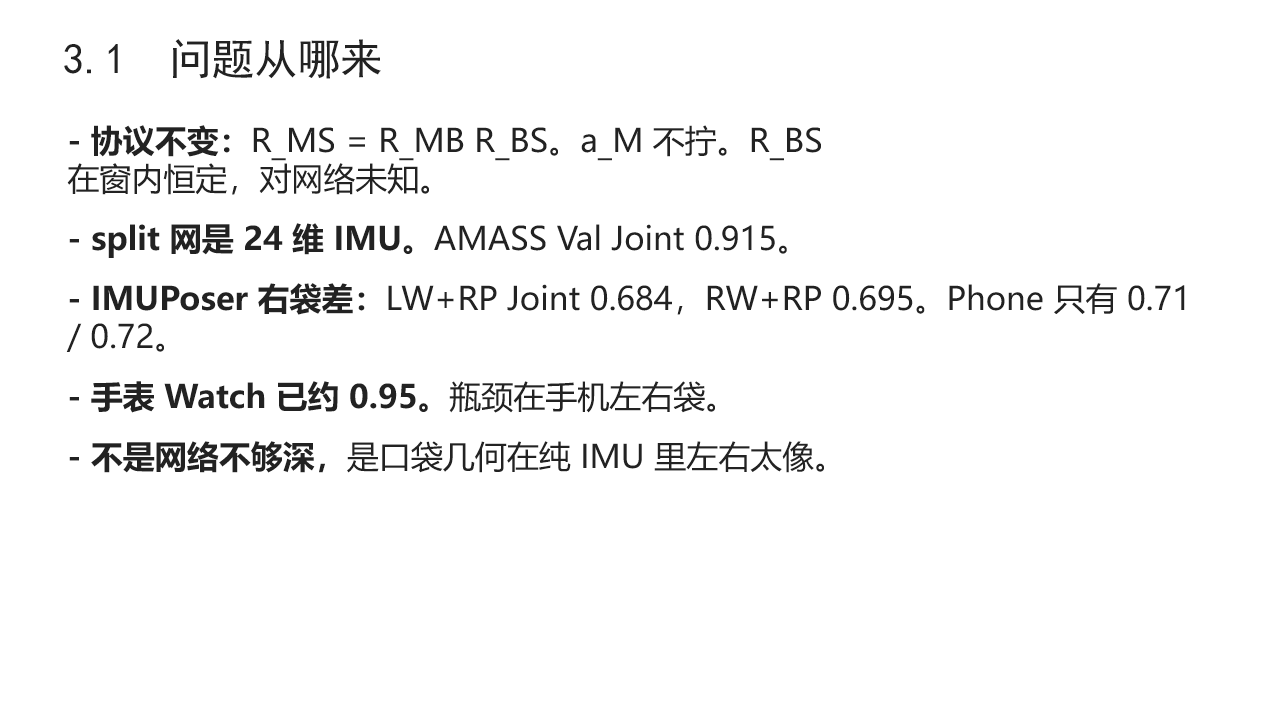 3.1 问题从哪来
- 协议不变：R_MS = R_MB R_BS。a_M 不拧。R_BS
在窗内恒定，对网络未知。
- split 网是 24 维 IMU。AMASS Val Joint 0.915。
- IMUPoser 右袋差：LW+RP Joint 0.684，RW+RP 0.695。Phone 只有 0.71
/ 0.72。
- 手表 Watch 已约 0.95。瓶颈在手机左右袋。
- 不是网络不够深，是口袋几何在纯 IMU 里左右太像。